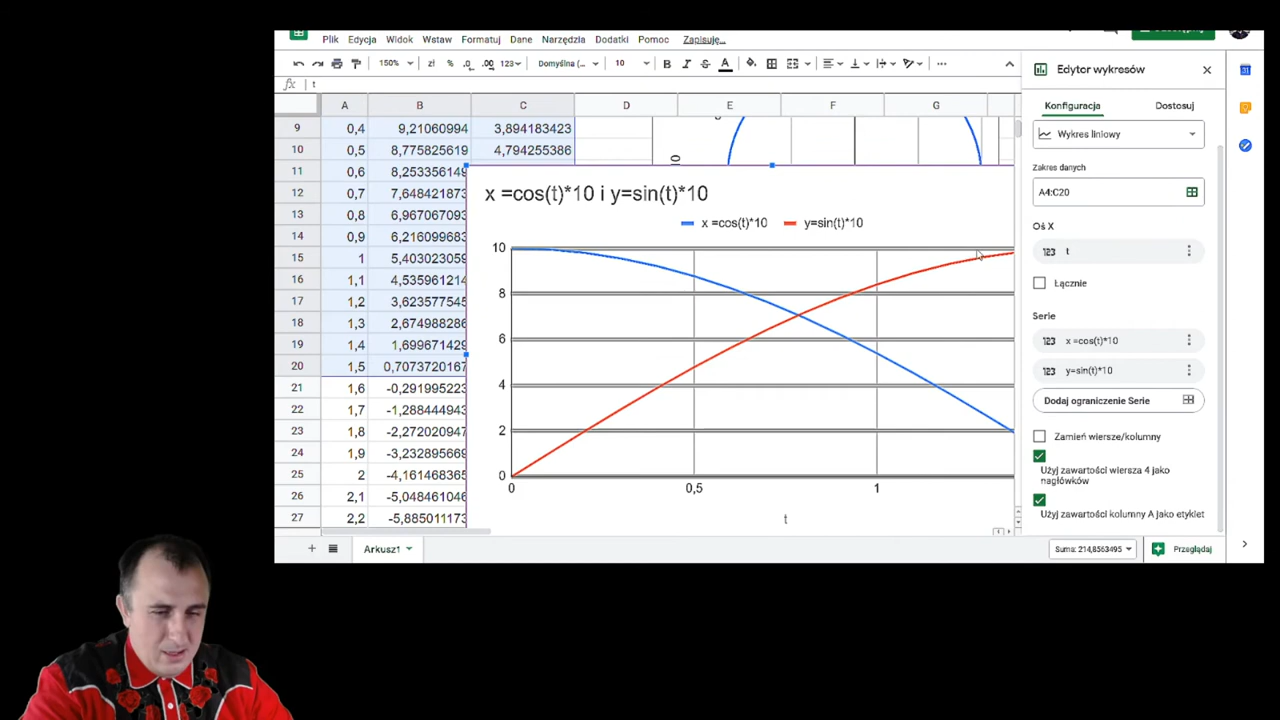 Plik Edycja Widok Wstaw Formatuj Dane Narzędzia Dodatki Pomoc Zapisuję…
150% zł % .0 .00 123 Domyślna (... 10 B I S A
fx t
A B C D E F G
9 0,4 9,21060994 3,894183423
10 0,5 8,775825619 4,794255386
11 0,6 8,253356149
12 0,7 7,648421873
13 0,8 6,967067093
14 0,9 6,216099683
15 1 5,403023059
16 1,1 4,535961214
17 1,2 3,623577545
18 1,3 2,674988286
19 1,4 1,699671429
20 1,5 0,7073720167
21 1,6 -0,291995223
22 1,7 -1,288444943
23 1,8 -2,272020947
24 1,9 -3,232895669
25 2 -4,161468365
26 2,1 -5,048461046
27 2,2 -5,885011173
x =cos(t)*10 i y=sin(t)*10
x =cos(t)*10 y=sin(t)*10
10
8
6
4
2
0
0 0,5 1
t
Edytor wykresów
Konfiguracja Dostosuj
Wykres liniowy
Zakres danych
A4:C20
Oś X
123 t
Łącznie
Serie
123 x =cos(t)*10
123 y=sin(t)*10
Dodaj ograniczenie Serie
Zamień wiersze/kolumny
Użyj zawartości wiersza 4 jako
nagłówków
Użyj zawartości kolumny A jako etykiet
Arkusz1
Suma: 214,8563495
Przeglądaj